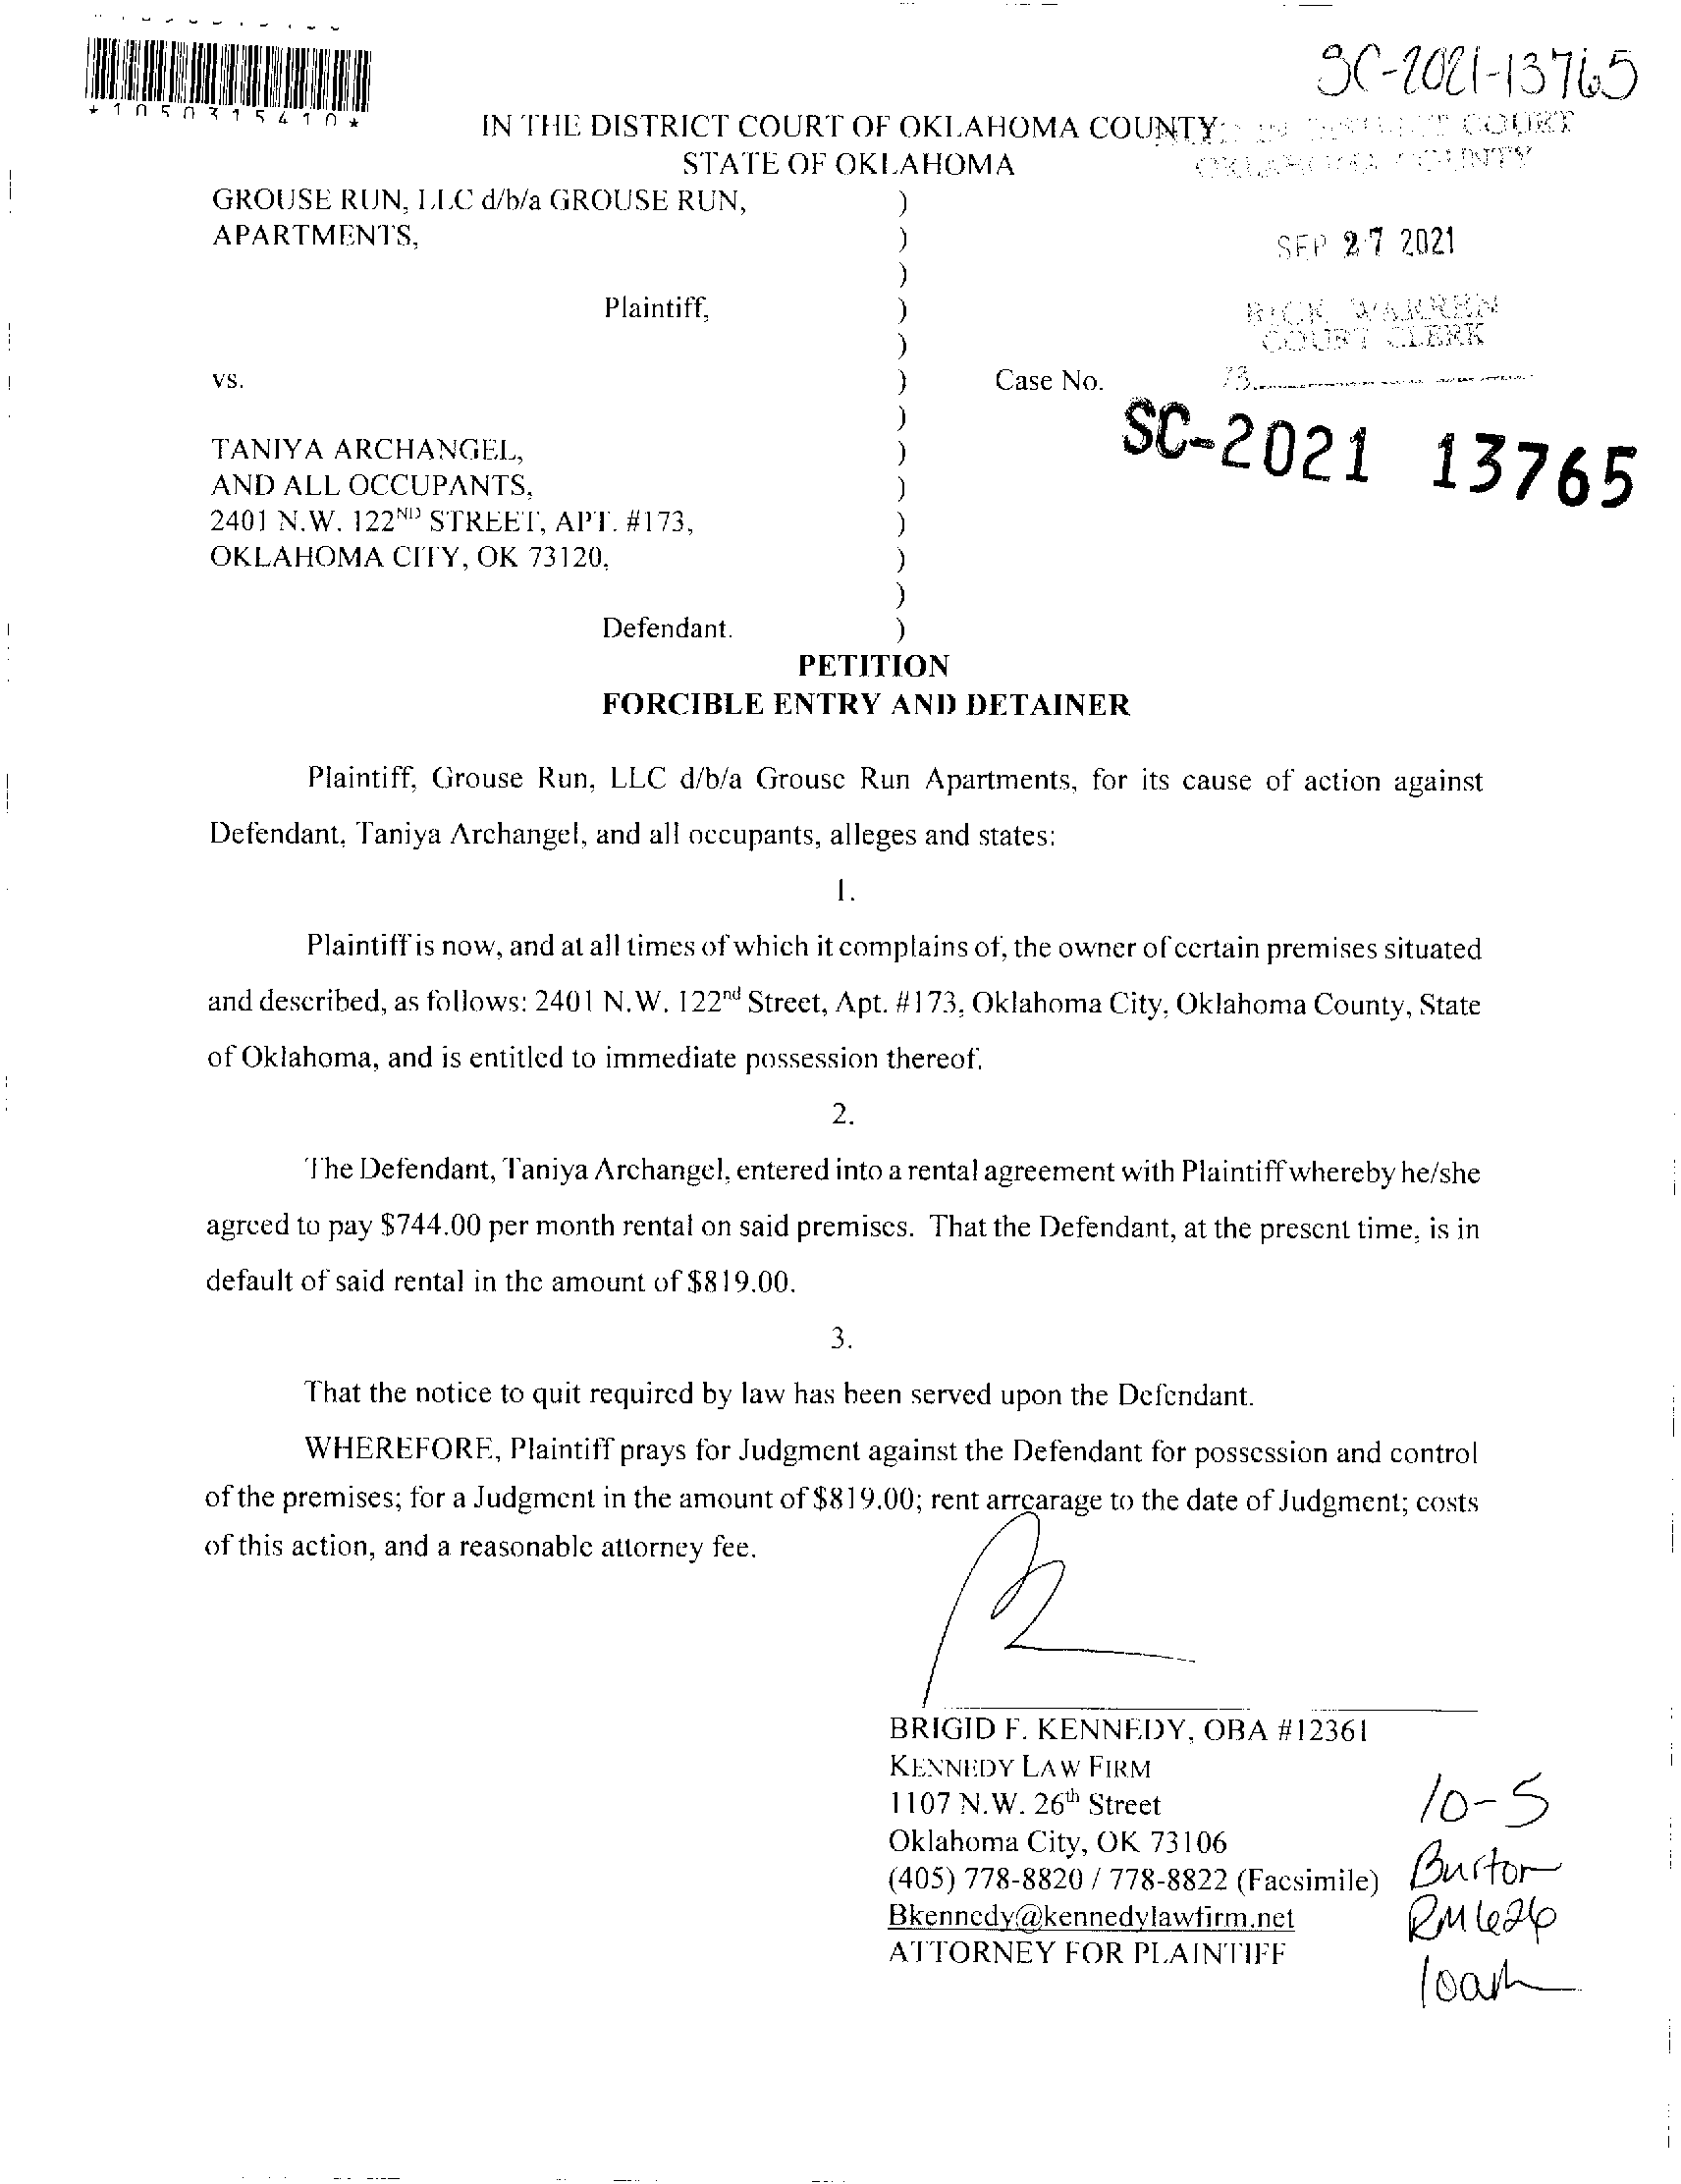 SC-2021-13765
*1050315410*
IN THE DISTRICT COURT OF OKLAHOMA COUNTY
STATE OF OKLAHOMA
IN DISTRICT COURT
OKLAHOMA COUNTY
GROUSE RUN, LLC d/b/a GROUSE RUN, )
APARTMENTS, )
SEP 27 2021
)
Plaintiff, )
RICK WARREN
COURT CLERK
)
vs. ) Case No.
73
)
SC-2021 13765
TANIYA ARCHANGEL, )
AND ALL OCCUPANTS, )
2401 N.W. 122ND STREET, APT. #173, )
OKLAHOMA CITY, OK 73120, )
)
Defendant. )
PETITION
FORCIBLE ENTRY AND DETAINER
Plaintiff, Grouse Run, LLC d/b/a Grouse Run Apartments, for its cause of action against
Defendant, Taniya Archangel, and all occupants, alleges and states:
1.
Plaintiff is now, and at all times of which it complains of, the owner of certain premises situated
and described, as follows: 2401 N.W. 122nd Street, Apt. #173, Oklahoma City, Oklahoma County, State
of Oklahoma, and is entitled to immediate possession thereof.
2.
The Defendant, Taniya Archangel, entered into a rental agreement with Plaintiff whereby he/she
agreed to pay $744.00 per month rental on said premises. That the Defendant, at the present time, is in
default of said rental in the amount of $819.00.
3.
That the notice to quit required by law has been served upon the Defendant.
WHEREFORE, Plaintiff prays for Judgment against the Defendant for possession and control
of the premises; for a Judgment in the amount of $819.00; rent arrearage to the date of Judgment; costs
of this action, and a reasonable attorney fee.
BRIGID F. KENNEDY, OBA #12361
KENNEDY LAW FIRM
1107 N.W. 26th Street
Oklahoma City, OK 73106
(405) 778-8820 / 778-8822 (Facsimile)
Bkennedy@kennedylawfirm.net
ATTORNEY FOR PLAINTIFF
10-5
Burton
RM 626
10am